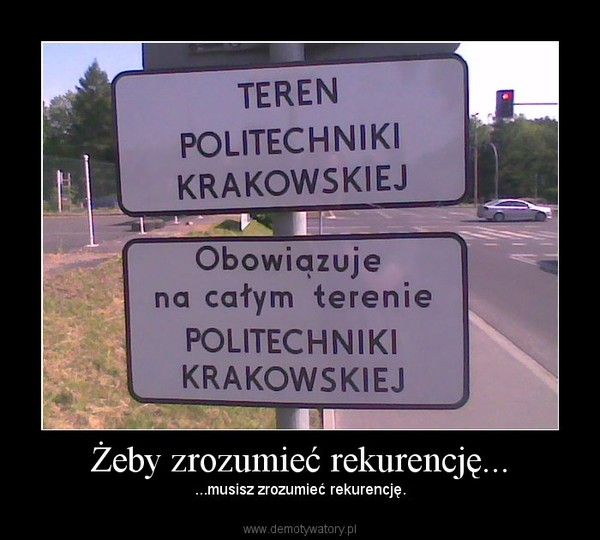 TEREN
POLITECHNIKI
KRAKOWSKIEJ
Obowiązuje
na całym terenie
POLITECHNIKI
KRAKOWSKIEJ
Żeby zrozumieć rekurencję...
...musisz zrozumieć rekurencję.
www.demotywatory.pl